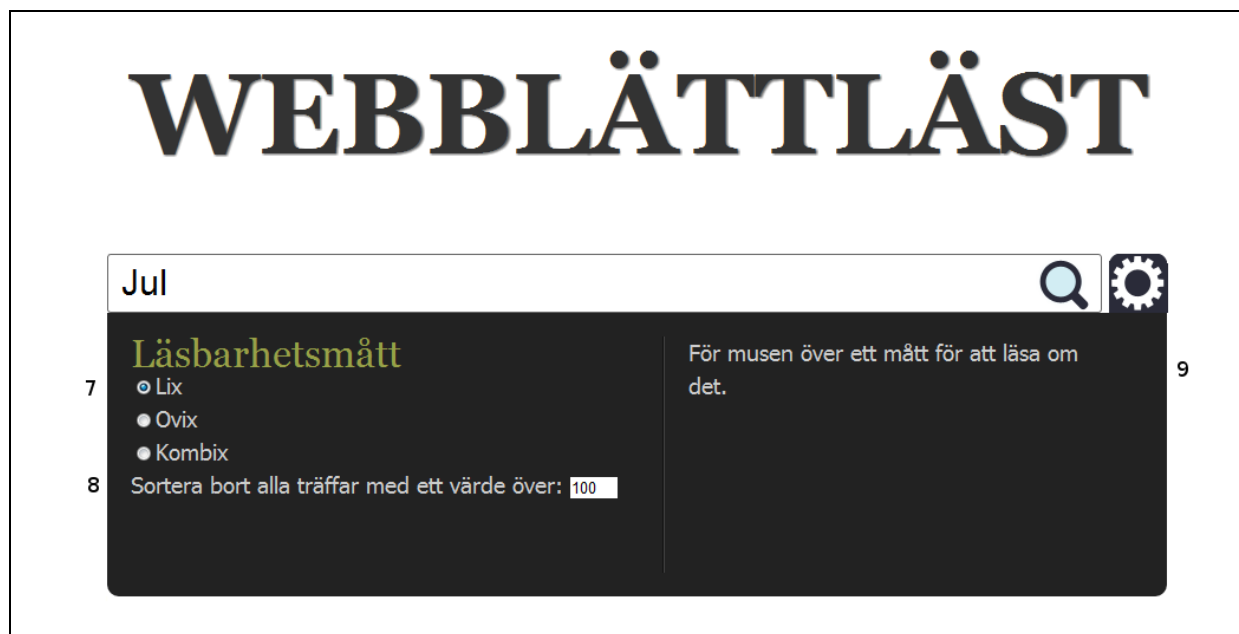 WEBBLÄTTLÄST
Jul
Läsbarhetsmått
För musen över ett mått för att läsa om
det.
7
Lix
9
Ovix
Kombix
8
Sortera bort alla träffar med ett värde över: 100